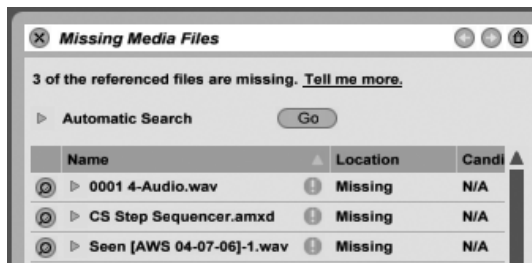 Missing Media Files
3 of the referenced files are missing. Tell me more.
Automatic Search Go
Name Location Candi
0001 4-Audio.wav Missing N/A
CS Step Sequencer.amxd Missing N/A
Seen [AWS 04-07-06]-1.wav Missing N/A